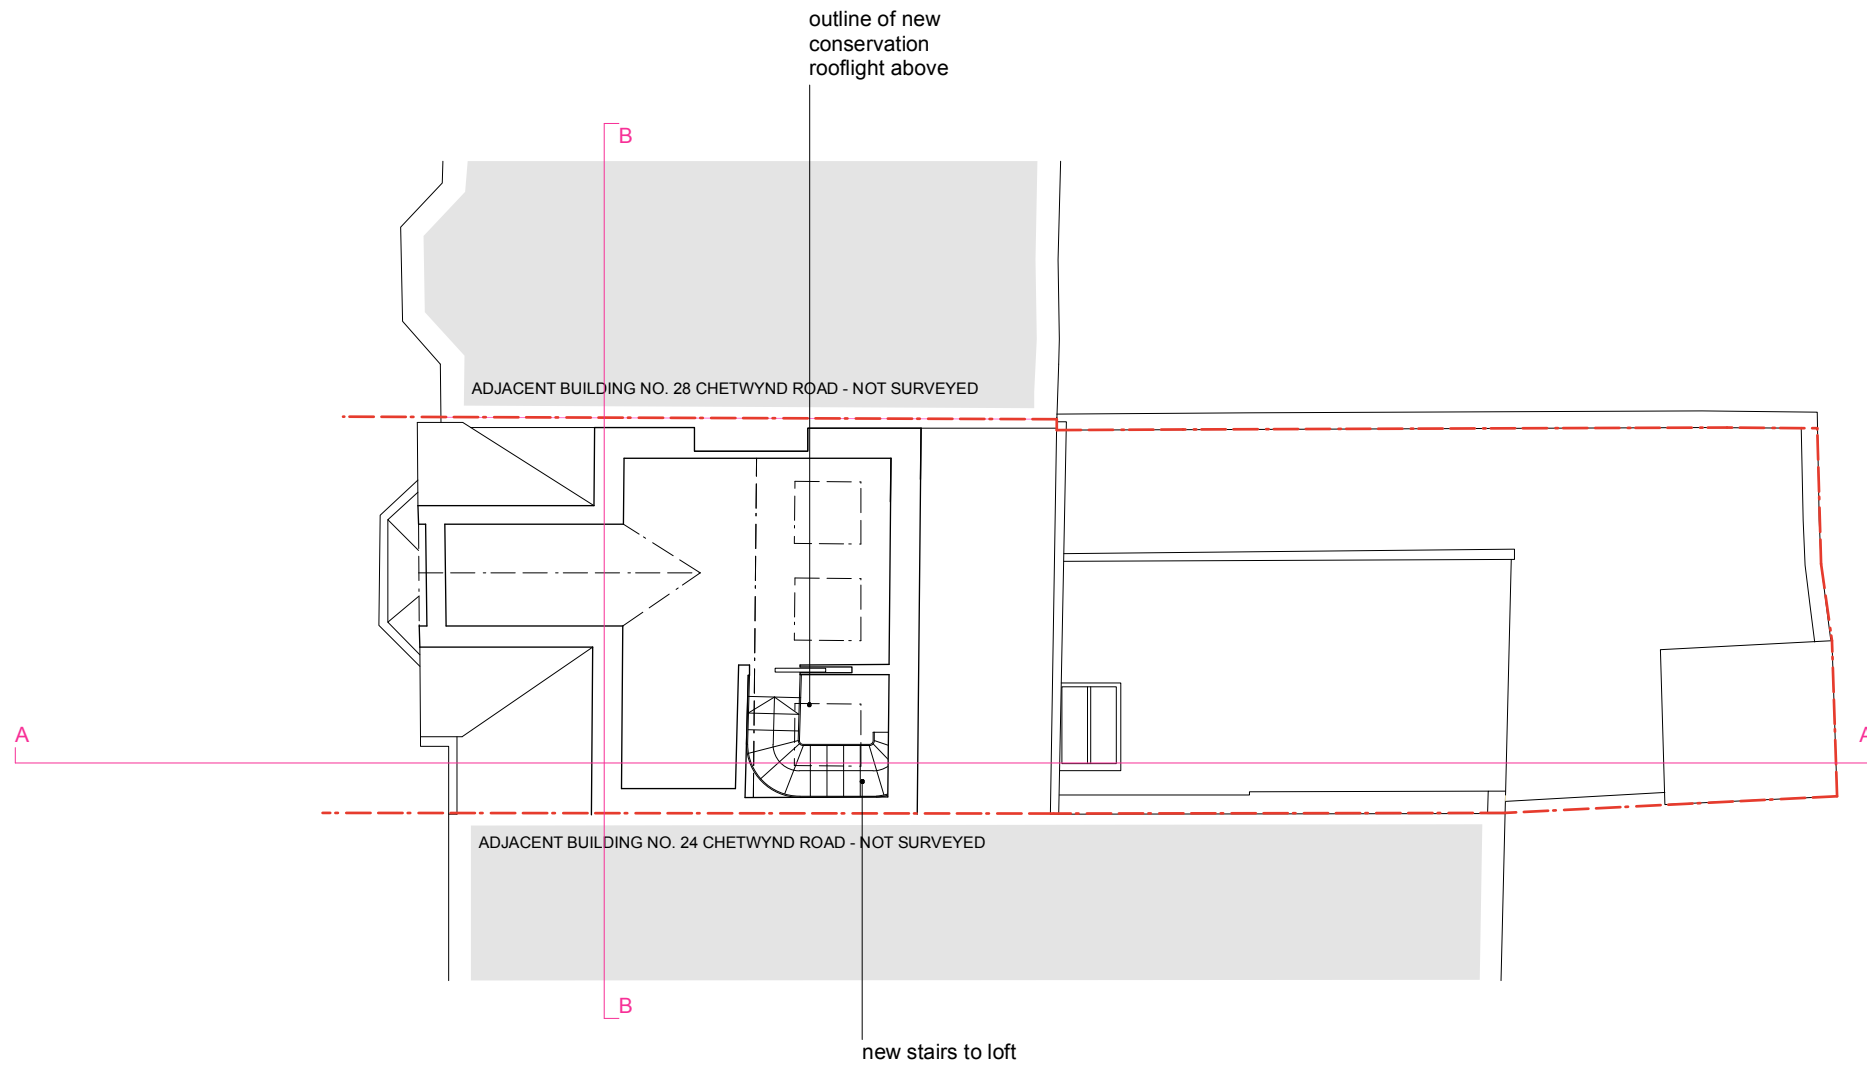 outline of new
conservation
rooflight above
B
ADJACENT BUILDING NO. 28 CHETWYND ROAD - NOT SURVEYED
A
A
ADJACENT BUILDING NO. 24 CHETWYND ROAD - NOT SURVEYED
B
new stairs to loft